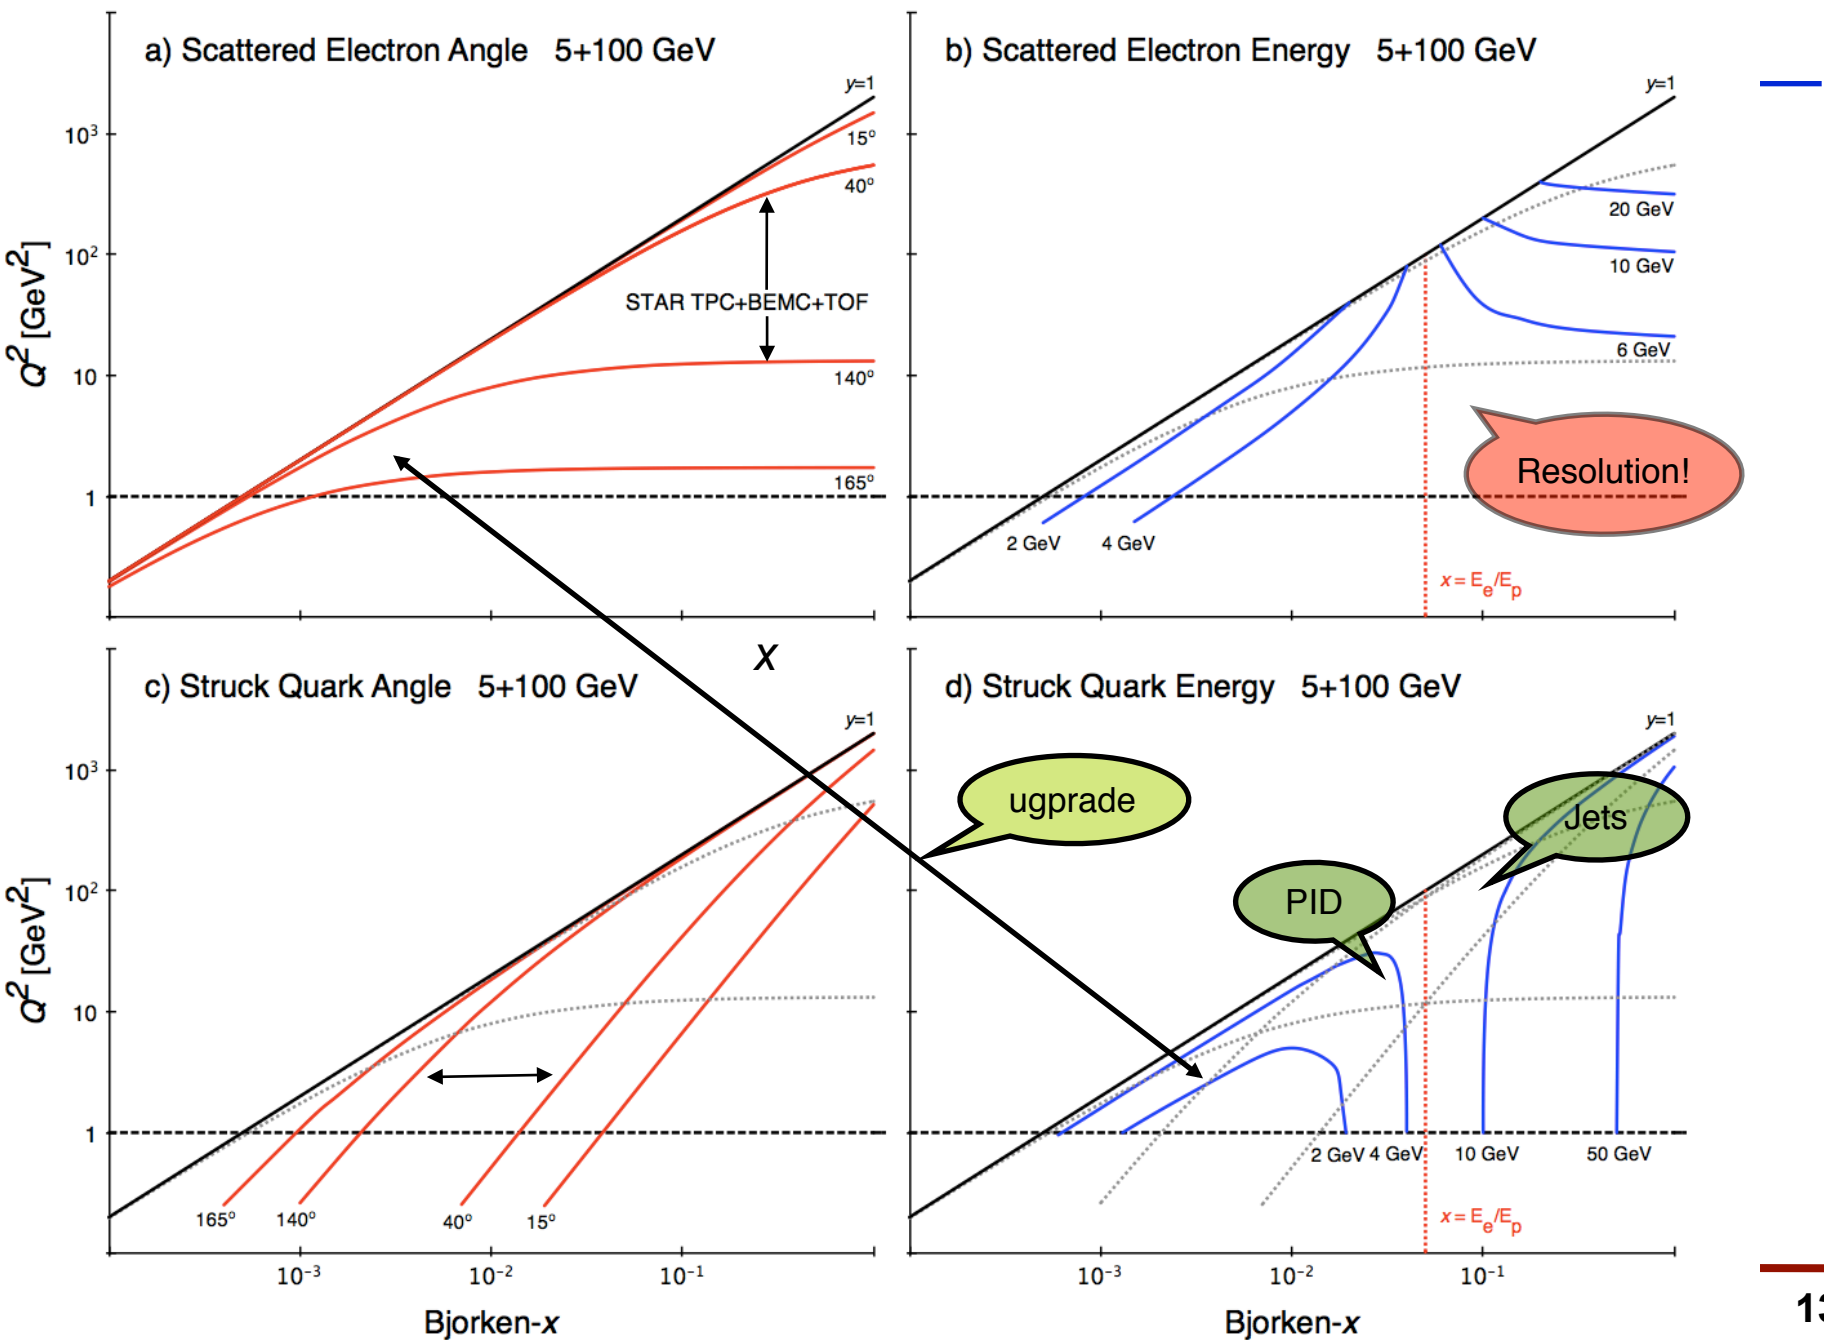 a) Scattered Electron Angle 5+100 GeV
y=1
15°
40°
STAR TPC+BEMC+TOF
140°
165°
10³
10²
10
1
Q² [GeV²]
b) Scattered Electron Energy 5+100 GeV
y=1
20 GeV
10 GeV
6 GeV
Resolution!
2 GeV 4 GeV
x = Ee/Ep
x
c) Struck Quark Angle 5+100 GeV
y=1
10³
10²
10
1
Q² [GeV²]
165° 140° 40° 15°
10⁻³ 10⁻² 10⁻¹
Bjorken-x
d) Struck Quark Energy 5+100 GeV
y=1
ugprade
Jets
PID
2 GeV 4 GeV 10 GeV 50 GeV
x = Ee/Ep
10⁻³ 10⁻² 10⁻¹
Bjorken-x